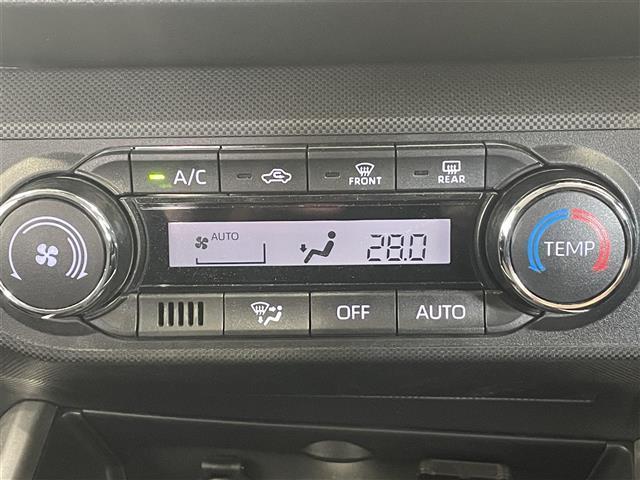 A/C FRONT REAR
AUTO 28.0 TEMP
OFF AUTO